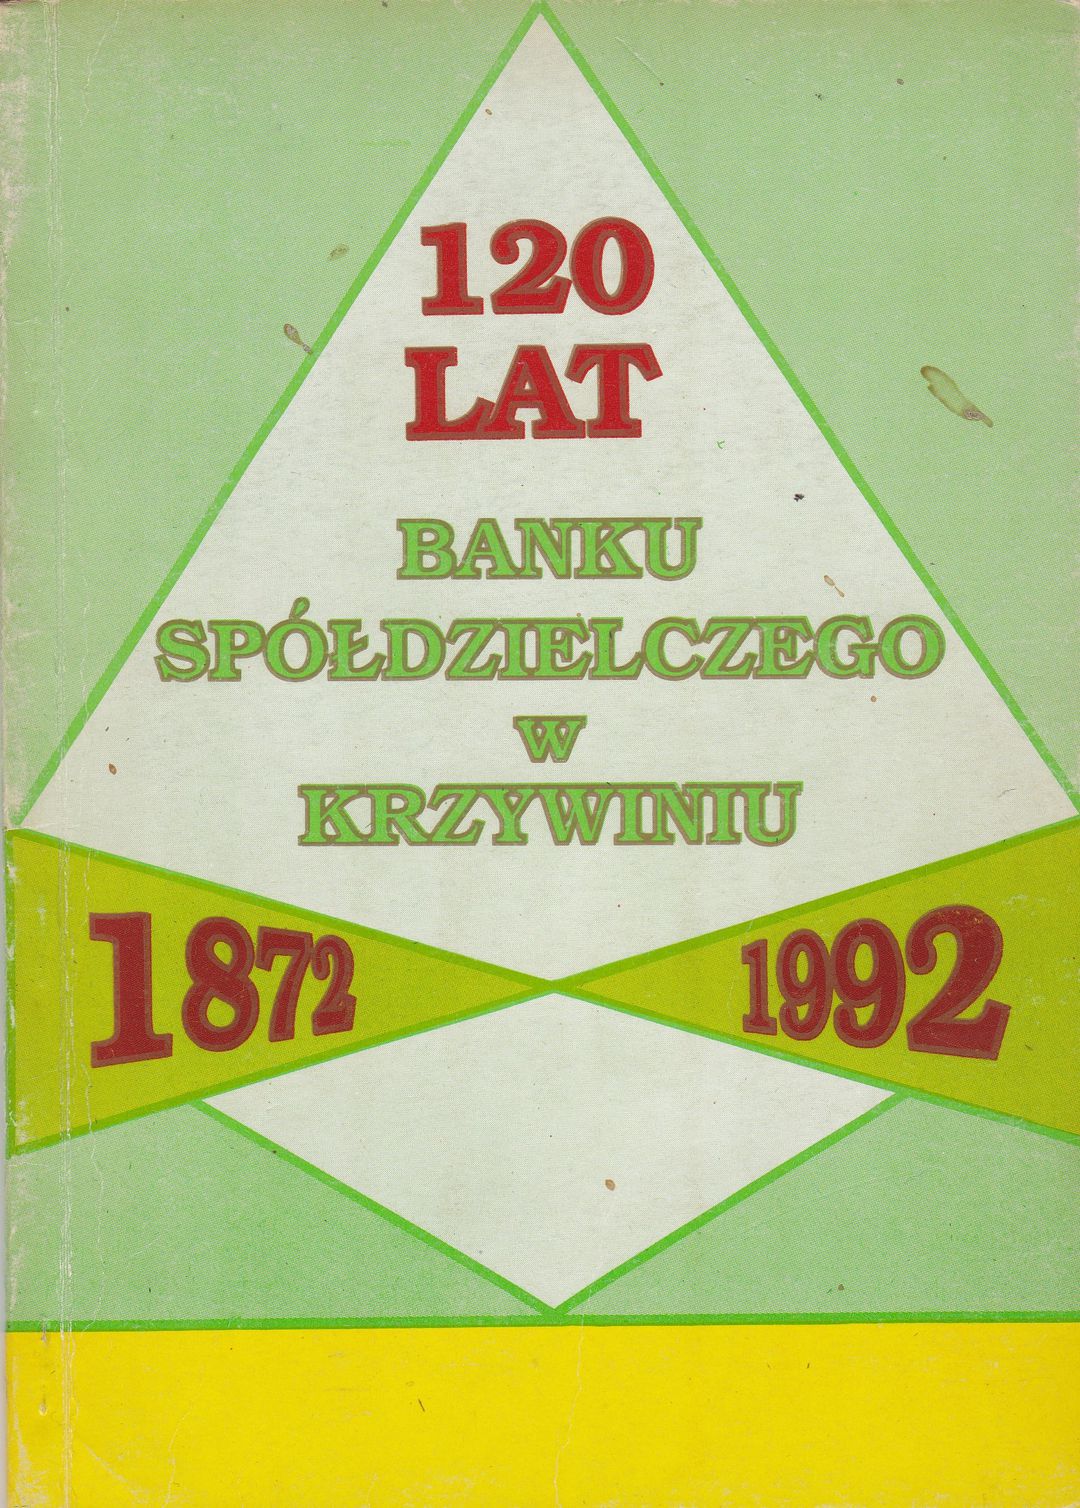 120
LAT
BANKU
SPÓŁDZIELCZEGO
W
KRZYWINIU
1872
1992